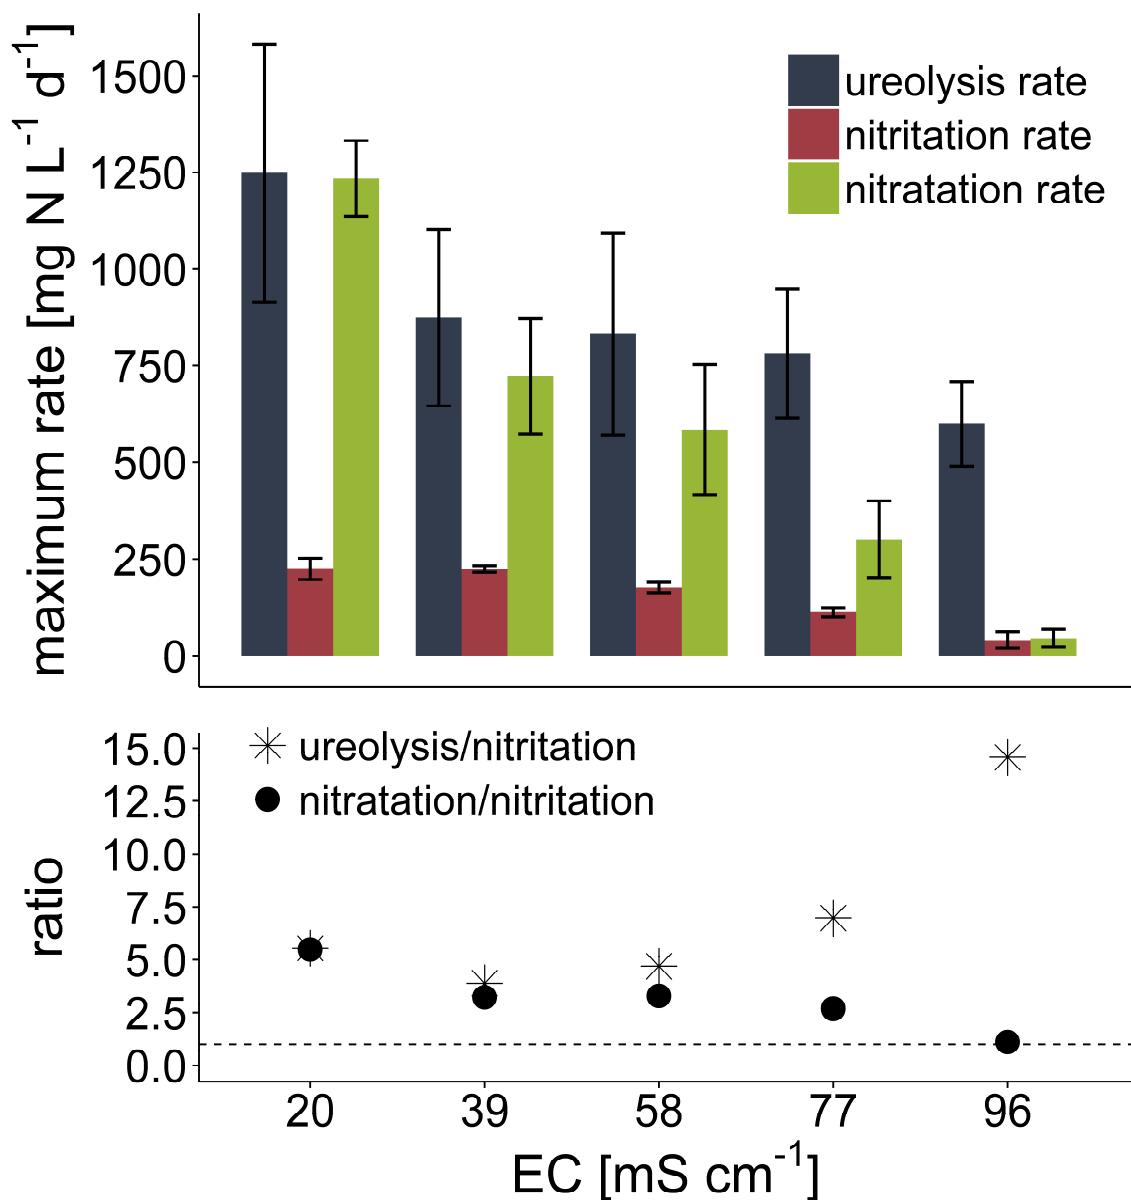 maximum rate [mg N L⁻¹ d⁻¹]
1500
1250
1000
750
500
250
0
ureolysis rate
nitritation rate
nitratation rate
ratio
15.0
12.5
10.0
7.5
5.0
2.5
0.0
ureolysis/nitritation
nitratation/nitritation
20 39 58 77 96
EC [mS cm⁻¹]